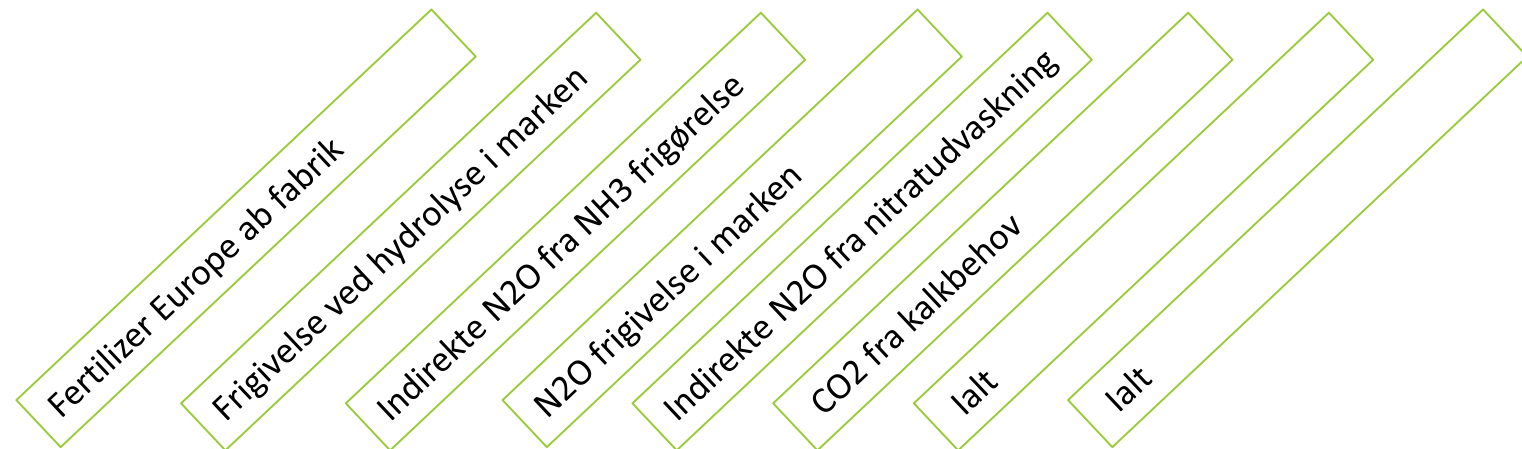 Fertilizer Europe ab fabrik
Frigivelse ved hydrolyse i marken
Indirekte N2O fra NH3 frigørelse
N2O frigivelse i marken
Indirekte N2O fra nitratudvaskning
CO2 fra kalkbehov
Ialt
Ialt